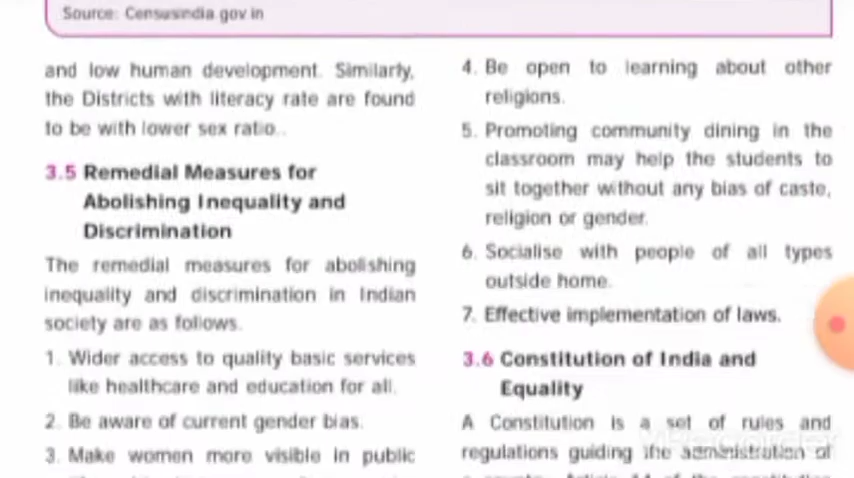 Source: Censusindia gov in
and low human development. Similarly,
the Districts with literacy rate are found
to be with lower sex ratio..
3.5 Remedial Measures for
Abolishing Inequality and
Discrimination
The remedial measures for abolishing
inequality and discrimination in Indian
society are as follows.
1. Wider access to quality basic services
like healthcare and education for all.
2. Be aware of current gender bias.
3. Make women more visible in public
4. Be open to learning about other
religions.
5. Promoting community dining in the
classroom may help the students to
sit together without any bias of caste,
religion or gender.
6. Socialise with people of all types
outside home.
7. Effective implementation of laws.
3.6 Constitution of India and
Equality
A Constitution is a set of rules and
regulations guiding the administration of